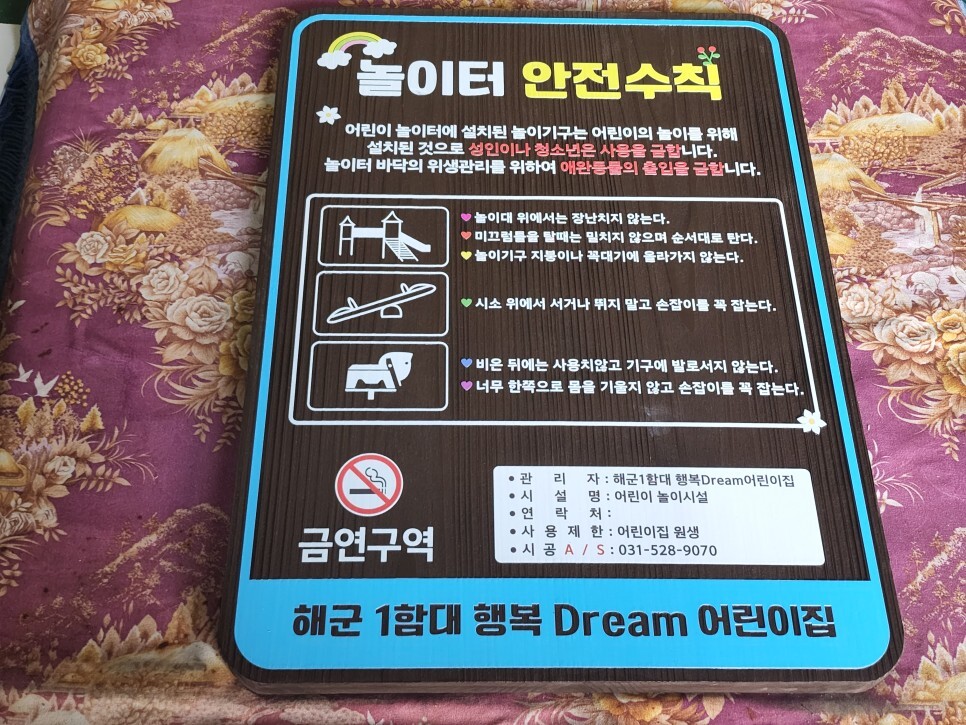 놀이터 안전수칙
어린이 놀이터에 설치된 놀이기구는 어린이의 놀이를 위해
설치된 것으로 성인이나 청소년은 사용을 금합니다.
놀이터 바닥의 위생관리를 위하여 애완동물의 출입을 금합니다.
놀이대 위에서는 장난치지 않는다.
미끄럼틀을 탈때는 밀치지 않으며 순서대로 탄다.
놀이기구 지붕이나 꼭대기에 올라가지 않는다.
시소 위에서 서거나 뛰지 말고 손잡이를 꼭 잡는다.
비온 뒤에는 사용치않고 기구에 발로서지 않는다.
너무 한쪽으로 몸을 기울지 않고 손잡이를 꼭 잡는다.
금연구역
• 관 리 자 : 해군1함대 행복Dream어린이집
• 시 설 명 : 어린이 놀이시설
• 연 락 처 :
• 사 용 제 한 : 어린이집 원생
• 시 공 A / S : 031-528-9070
해군 1함대 행복 Dream 어린이집